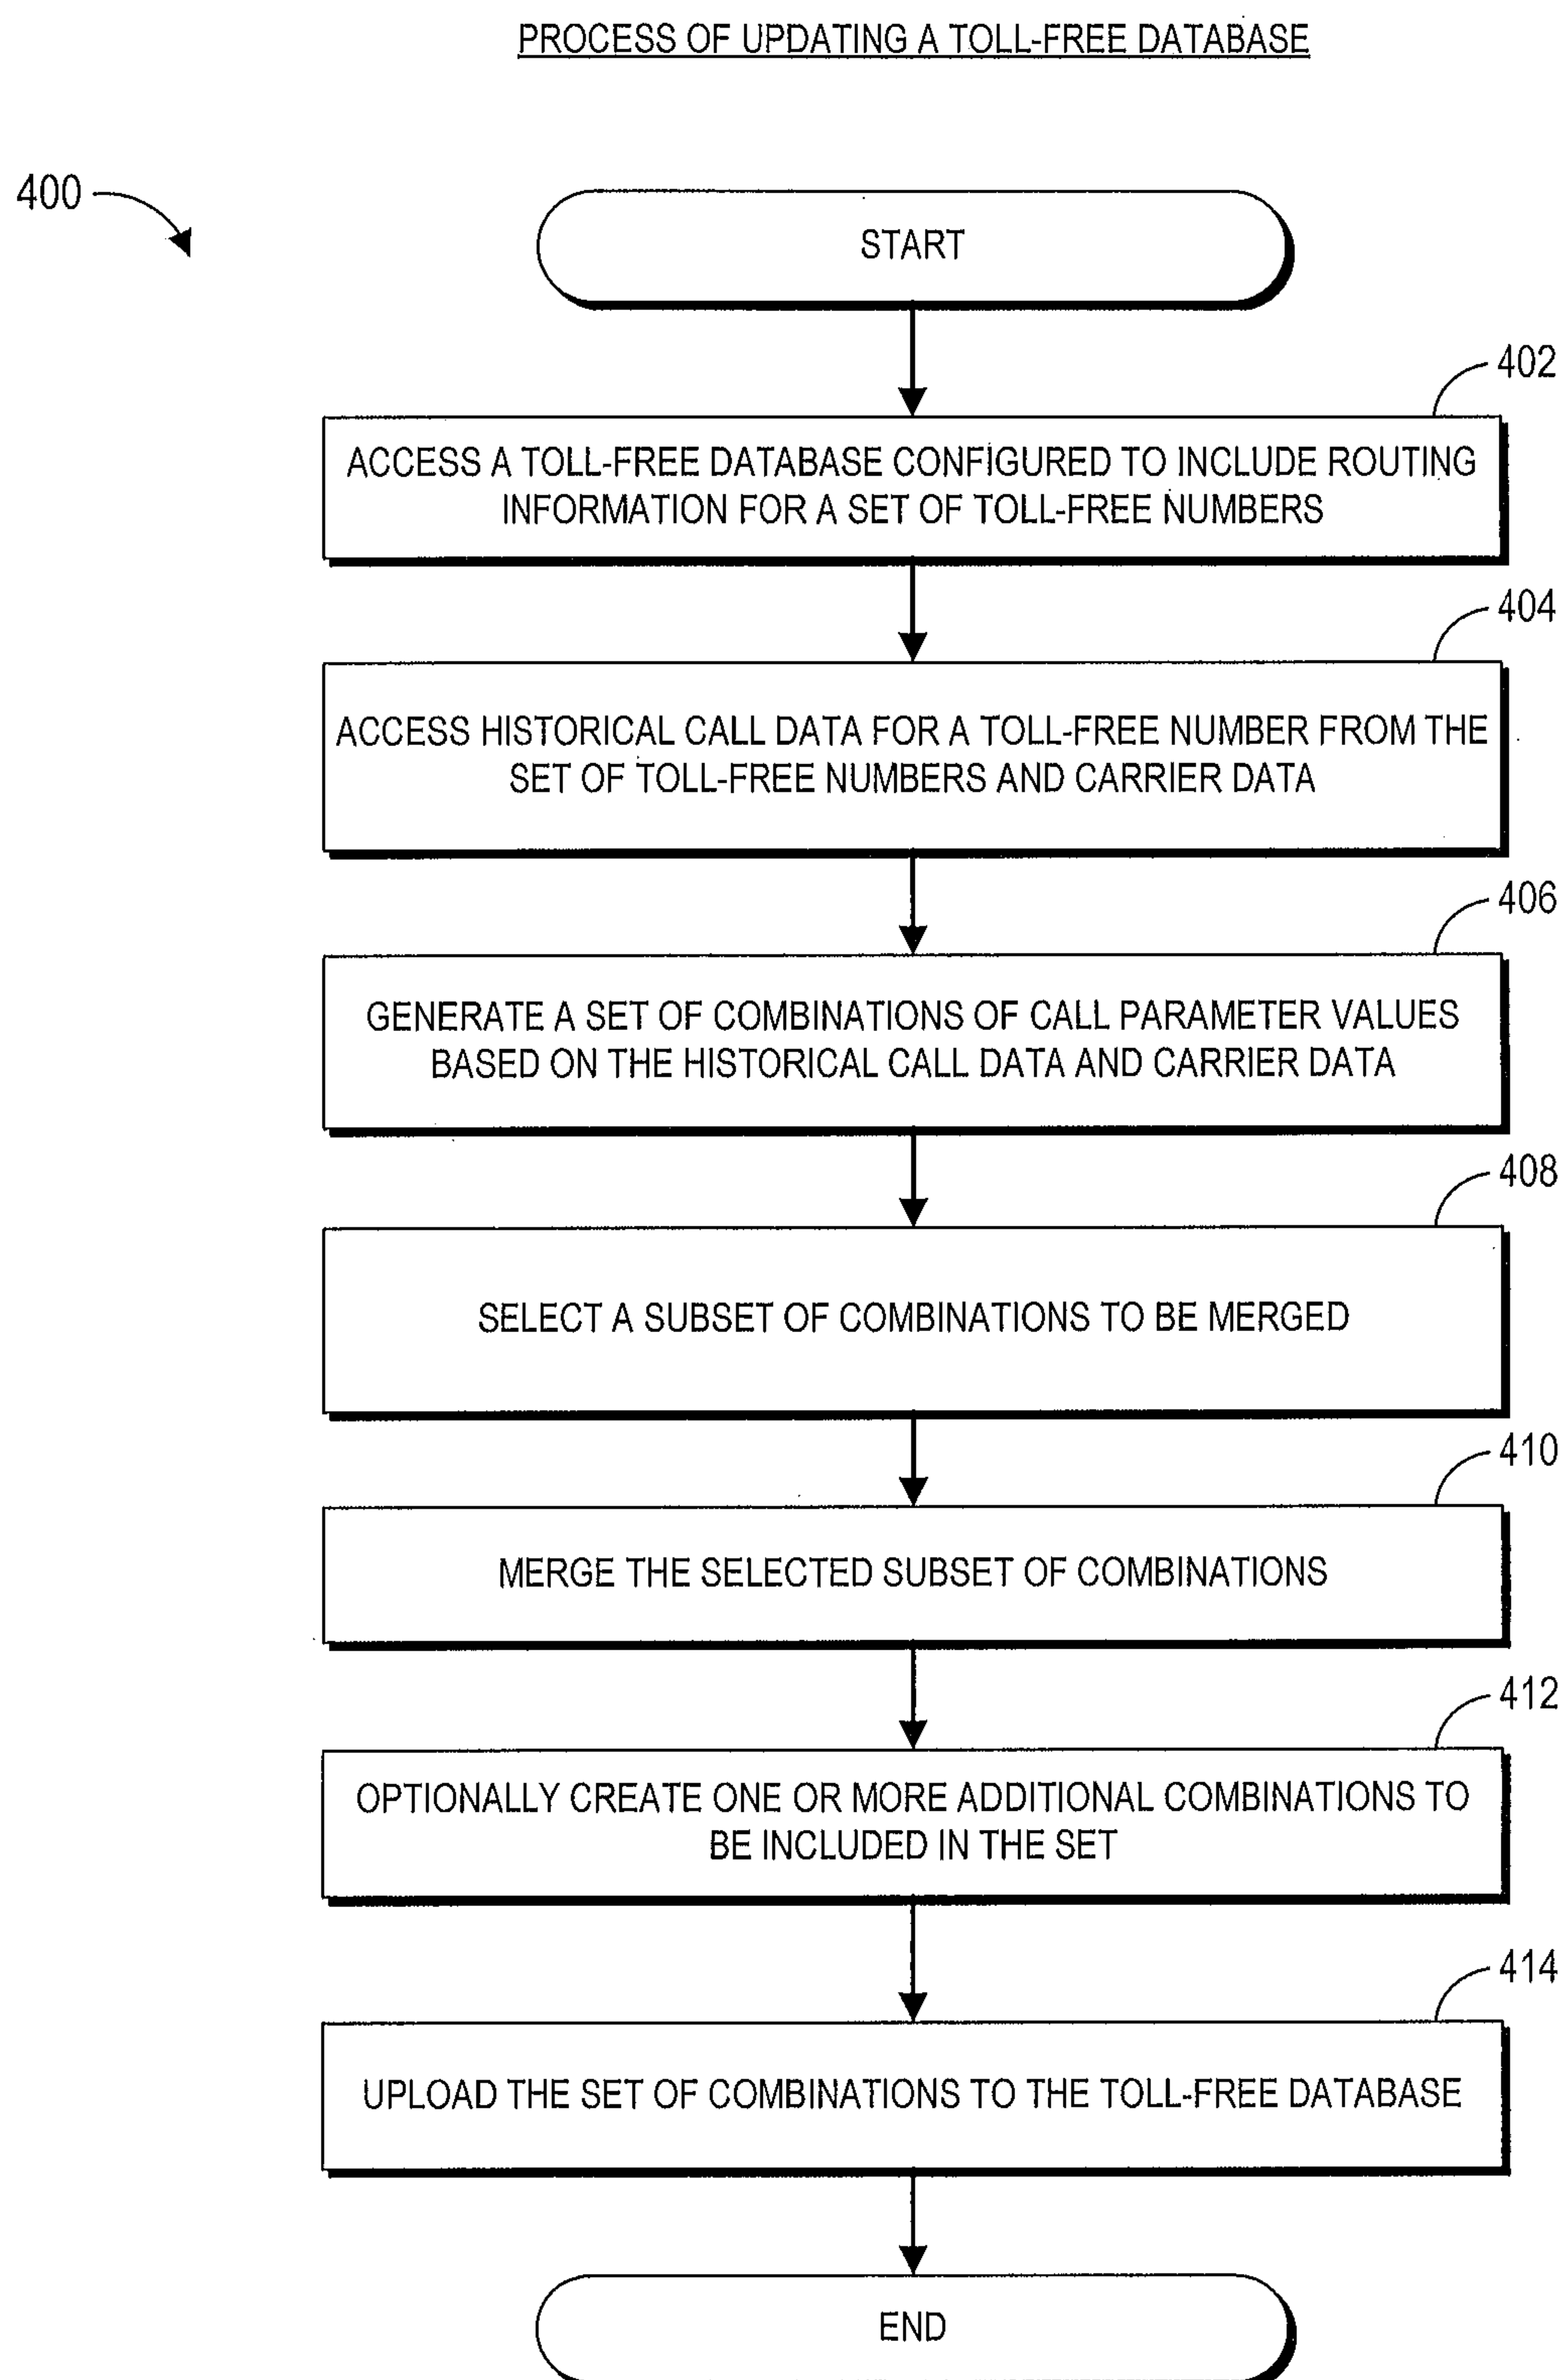 PROCESS OF UPDATING A TOLL-FREE DATABASE
400
START
402
ACCESS A TOLL-FREE DATABASE CONFIGURED TO INCLUDE ROUTING
INFORMATION FOR A SET OF TOLL-FREE NUMBERS
404
ACCESS HISTORICAL CALL DATA FOR A TOLL-FREE NUMBER FROM THE
SET OF TOLL-FREE NUMBERS AND CARRIER DATA
406
GENERATE A SET OF COMBINATIONS OF CALL PARAMETER VALUES
BASED ON THE HISTORICAL CALL DATA AND CARRIER DATA
408
SELECT A SUBSET OF COMBINATIONS TO BE MERGED
410
MERGE THE SELECTED SUBSET OF COMBINATIONS
412
OPTIONALLY CREATE ONE OR MORE ADDITIONAL COMBINATIONS TO
BE INCLUDED IN THE SET
414
UPLOAD THE SET OF COMBINATIONS TO THE TOLL-FREE DATABASE
END